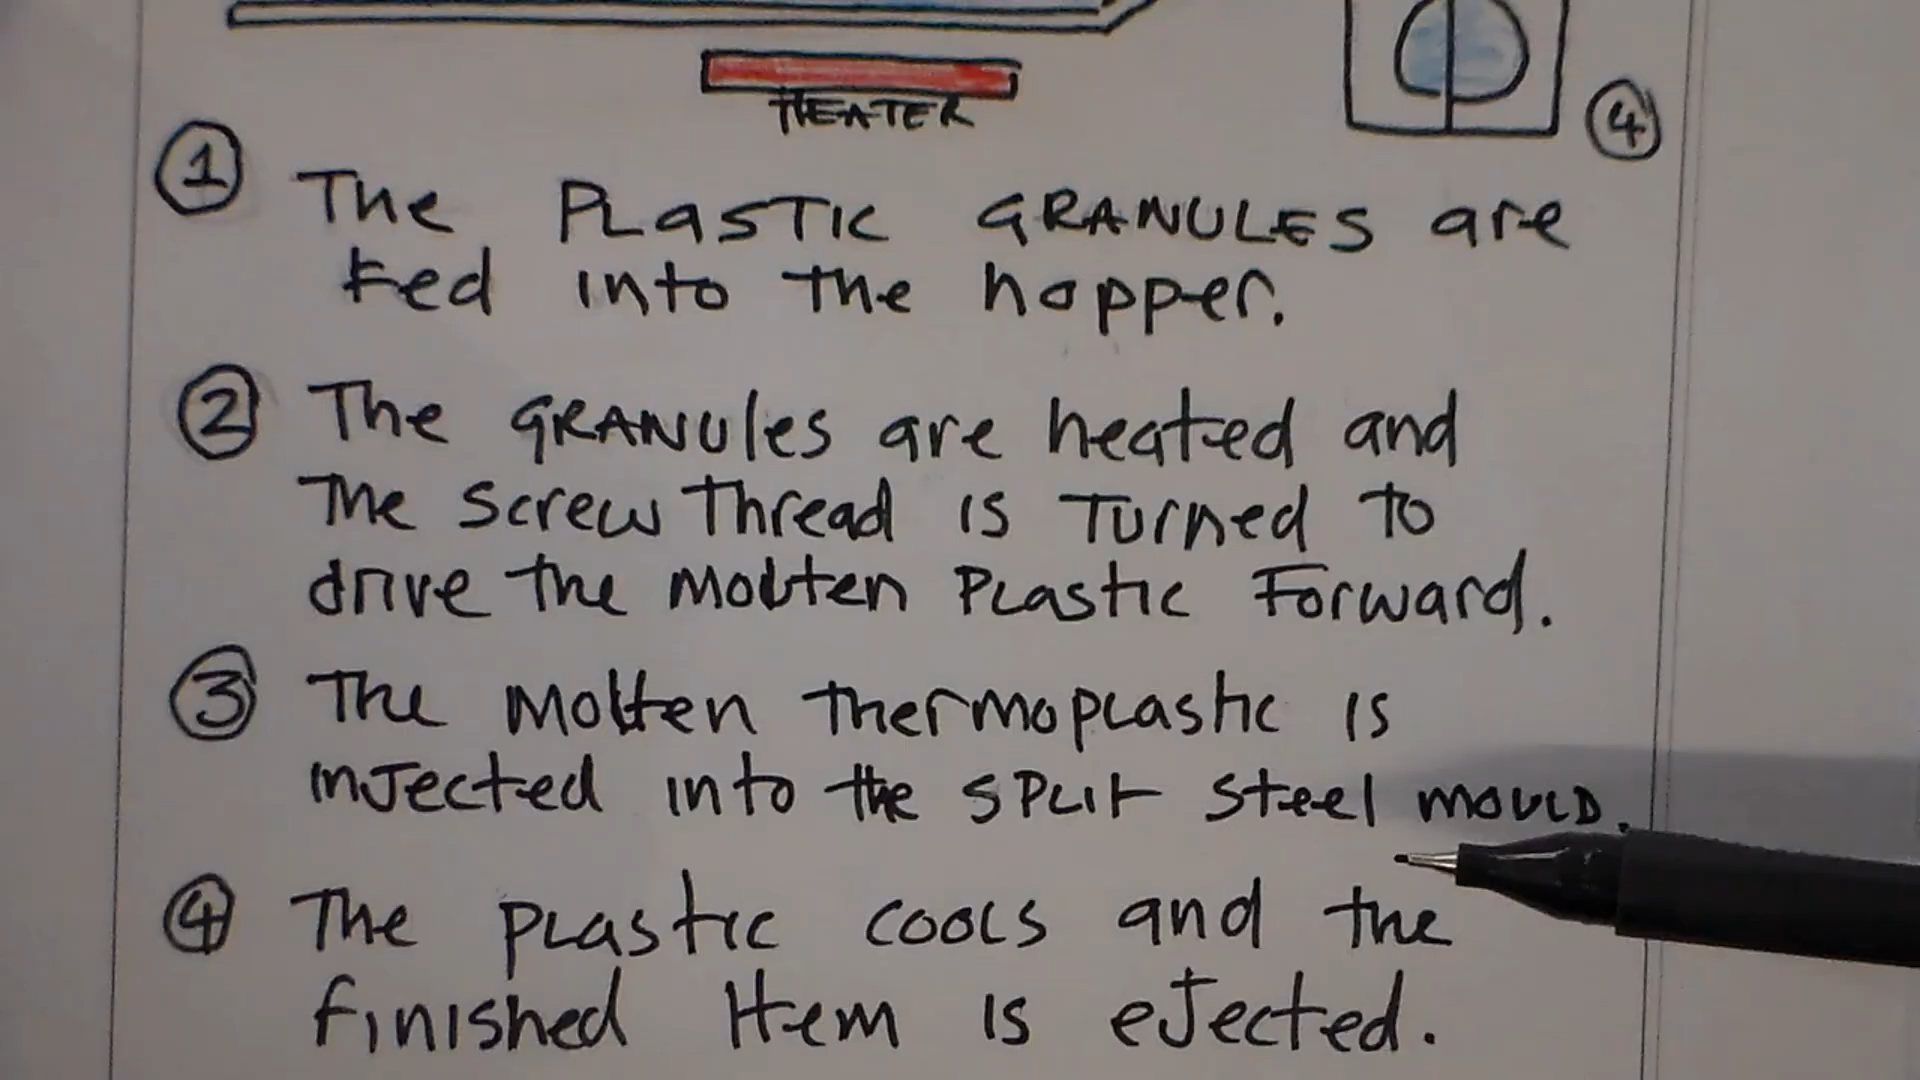 HEATER
4
1 The PLASTIC GRANULES are
fed into the hopper.
2 The GRANULES are heated and
The screw Thread is Turned to
drive the Molten Plastic Forward.
3 The Molten thermoplastic is
injected into the split steel mould.
4 The plastic cools and the
finished Item is ejected.